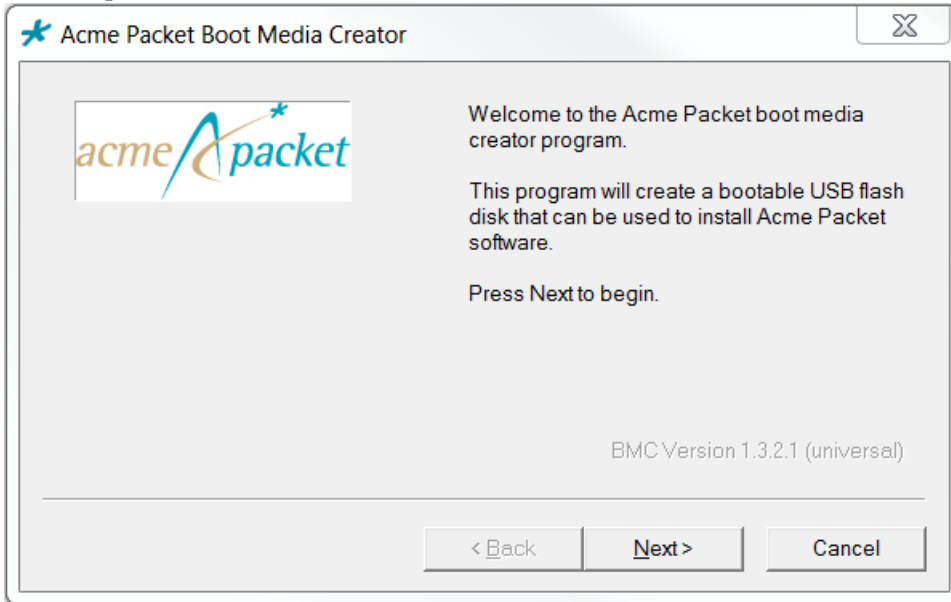 Acme Packet Boot Media Creator
acme packet
Welcome to the Acme Packet boot media
creator program.
This program will create a bootable USB flash
disk that can be used to install Acme Packet
software.
Press Next to begin.
BMC Version 1.3.2.1 (universal)
< Back
Next >
Cancel